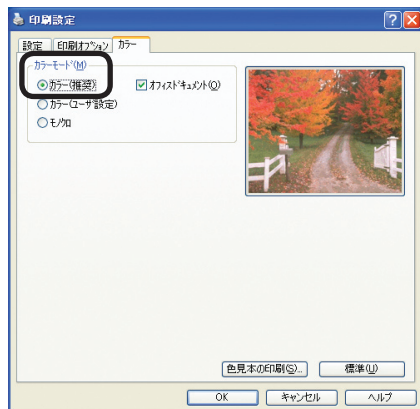 印刷設定
設定 印刷オプション カラー
カラーモード(M)
カラー(推奨) オフィスドキュメント(O)
カラー(ユーザ設定)
モノクロ
色見本の印刷(S)... 標準(U)
OK キャンセル ヘルプ